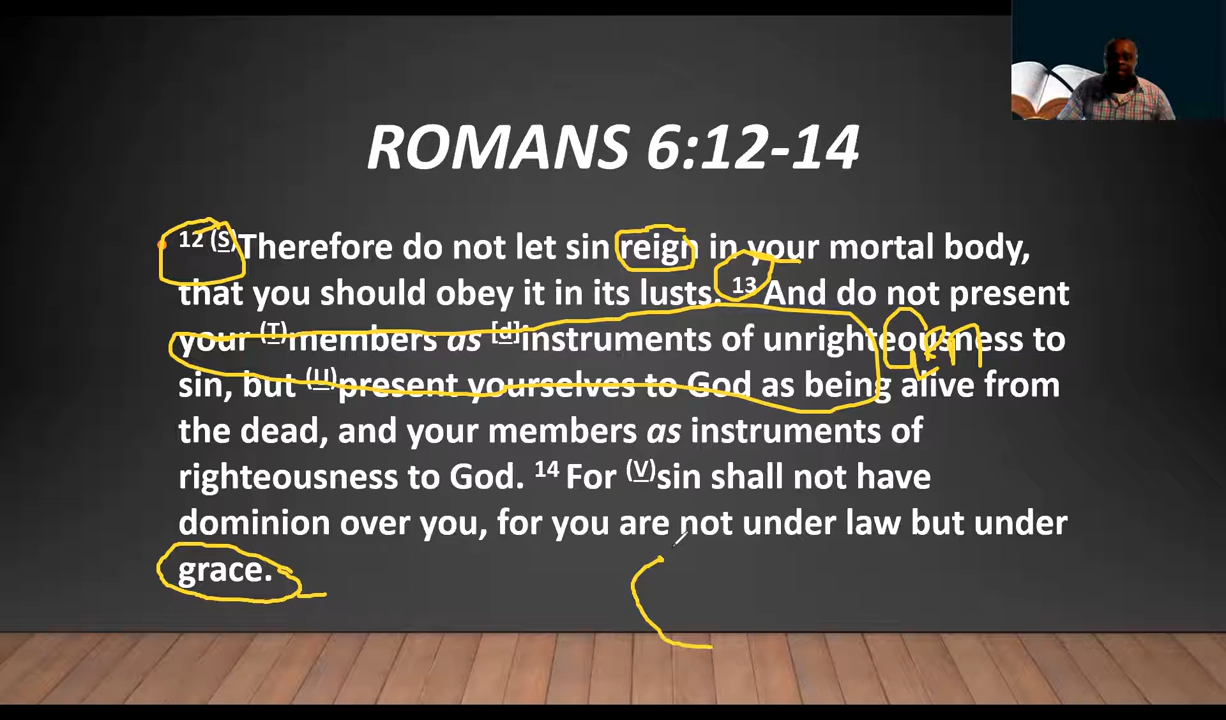 ROMANS 6:12-14
• 12 (S)Therefore do not let sin reign in your mortal body,
that you should obey it in its lusts. 13 And do not present
your (T)members as [d]instruments of unrighteousness to
sin, but (U)present yourselves to God as being alive from
the dead, and your members as instruments of
righteousness to God. 14 For (V)sin shall not have
dominion over you, for you are not under law but under
grace.